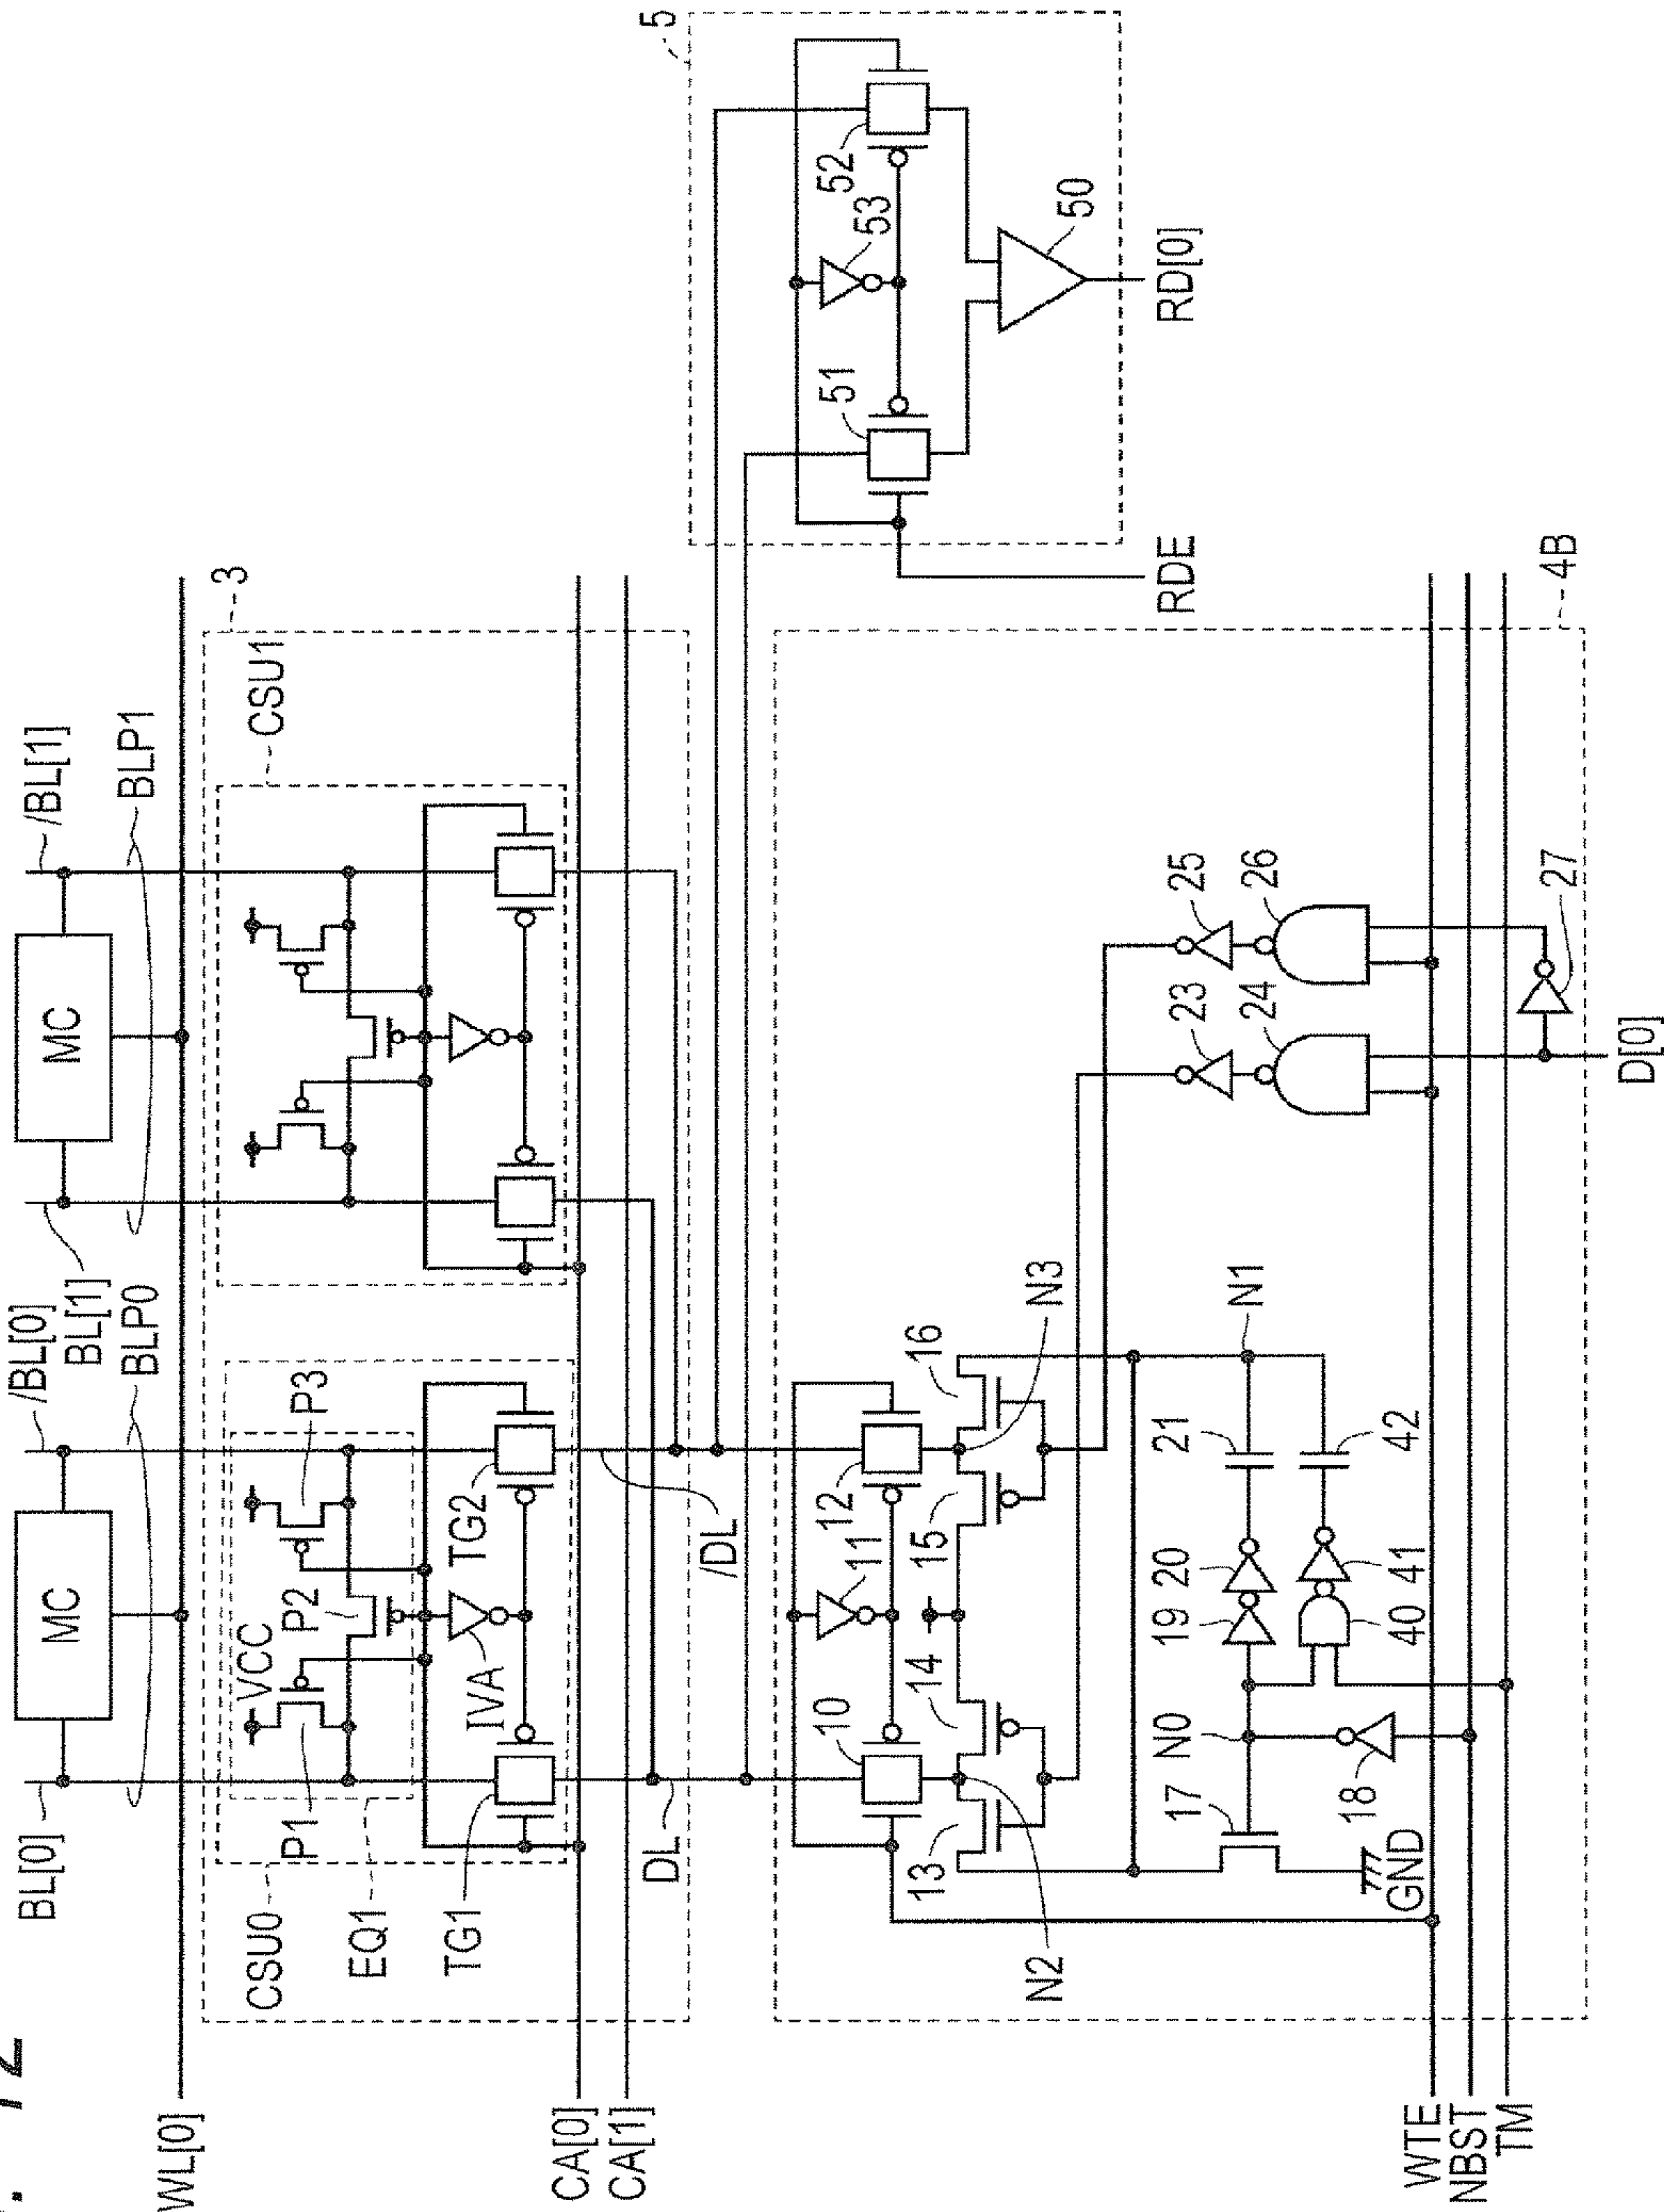 12
BL[0]
/BL[0]
BLP0
BL[1]
/BL[1]
BLP1
MC
MC
WL[0]
3
CSU0
CSU1
EQ1
VCC
P1
P2
P3
IVA
TG1
TG2
CA[0]
CA[1]
DL
/DL
5
51
52
53
50
RDE
RD[0]
10
11
12
13
14
15
16
N2
N3
17
GND
18
N0
19
20
21
N1
40
41
42
23
24
25
26
27
4B
WTE
NBST
TM
D[0]